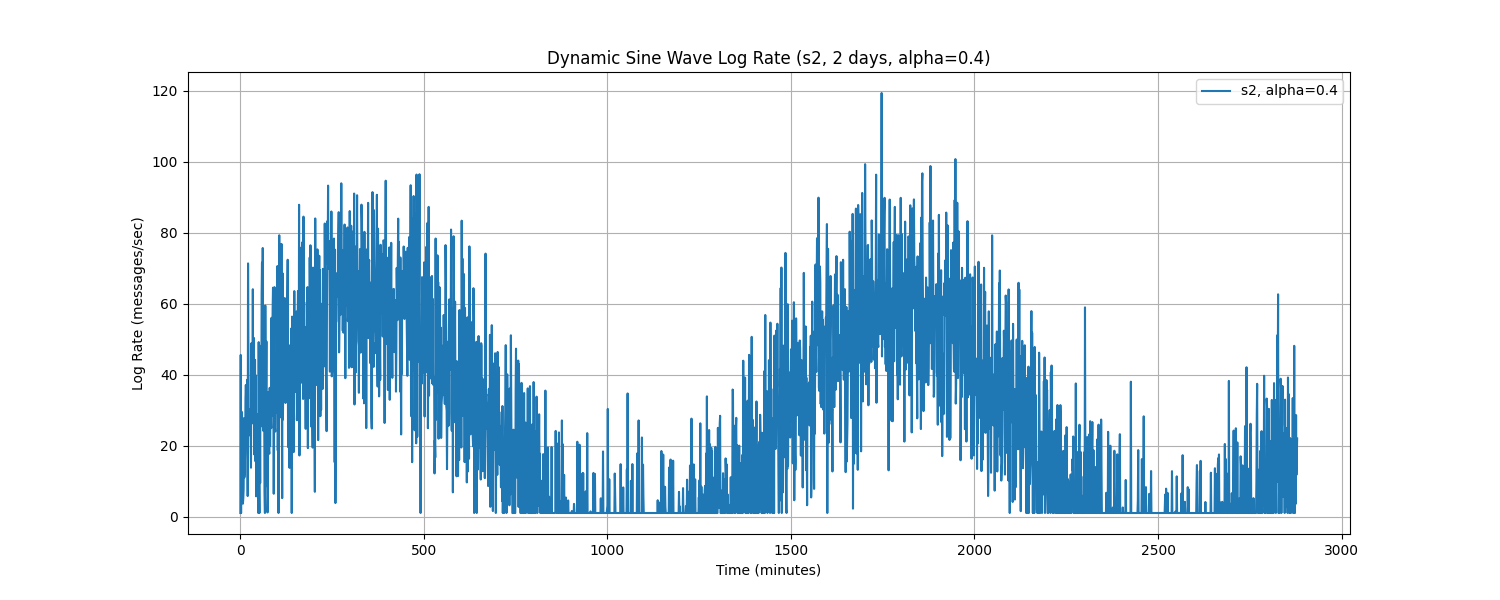 Dynamic Sine Wave Log Rate (s2, 2 days, alpha=0.4)
s2, alpha=0.4
Log Rate (messages/sec)
120
100
80
60
40
20
0
0 500 1000 1500 2000 2500 3000
Time (minutes)